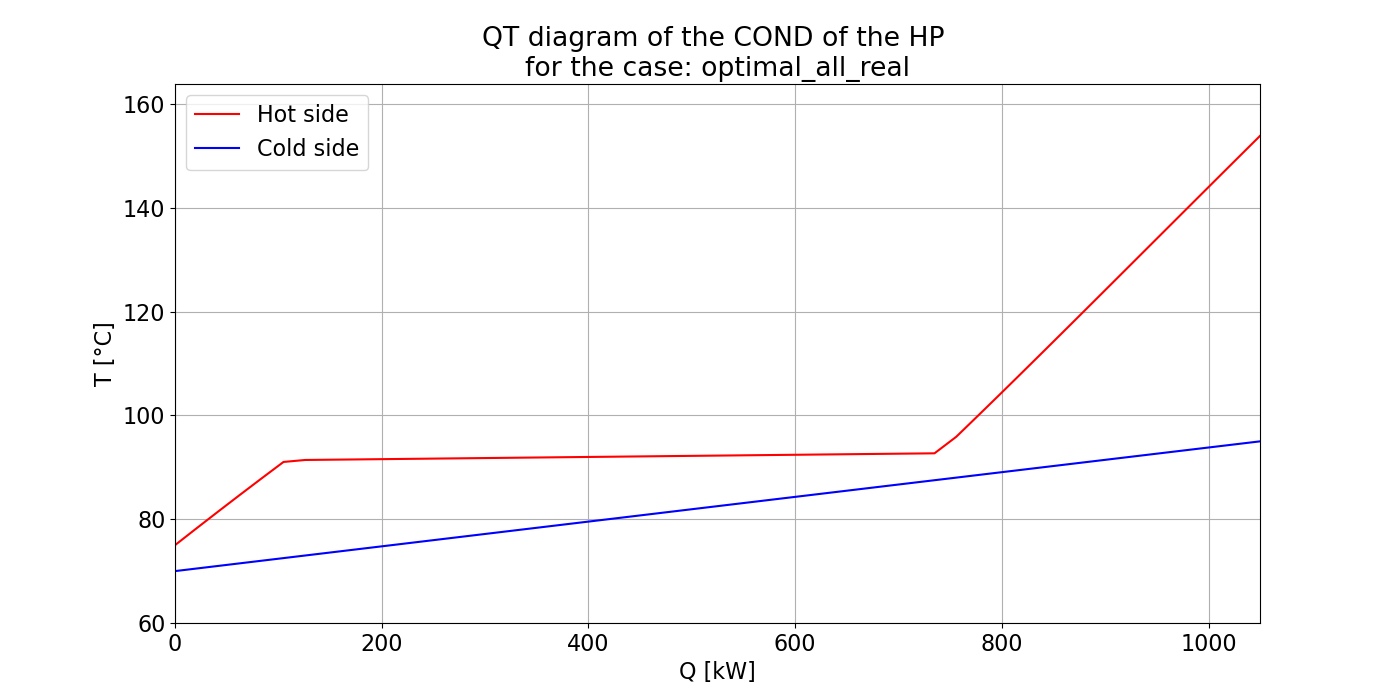 QT diagram of the COND of the HP
for the case: optimal_all_real
Hot side
Cold side
T [°C]
160
140
120
100
80
60
0 200 400 600 800 1000
Q [kW]